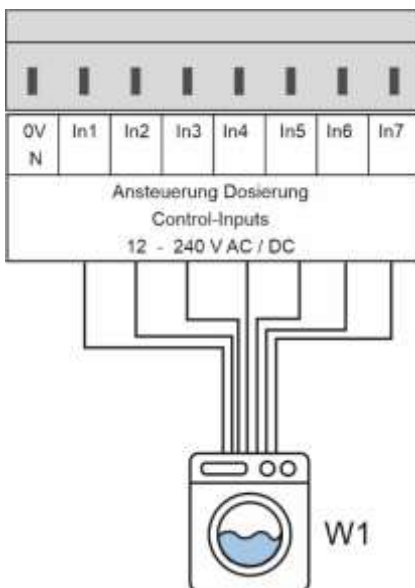 0V In1 In2 In3 In4 In5 In6 In7
N
Ansteuerung Dosierung
Control-Inputs
12 - 240 V AC / DC
W1